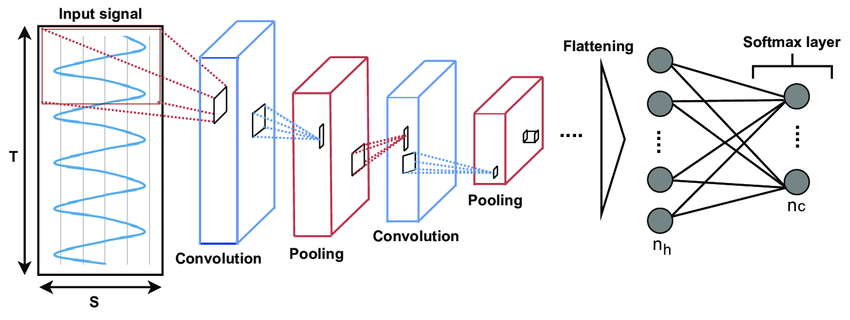 Input signal
T
S
Convolution
Pooling
Convolution
Pooling
....
Flattening
Softmax layer
nh
nc